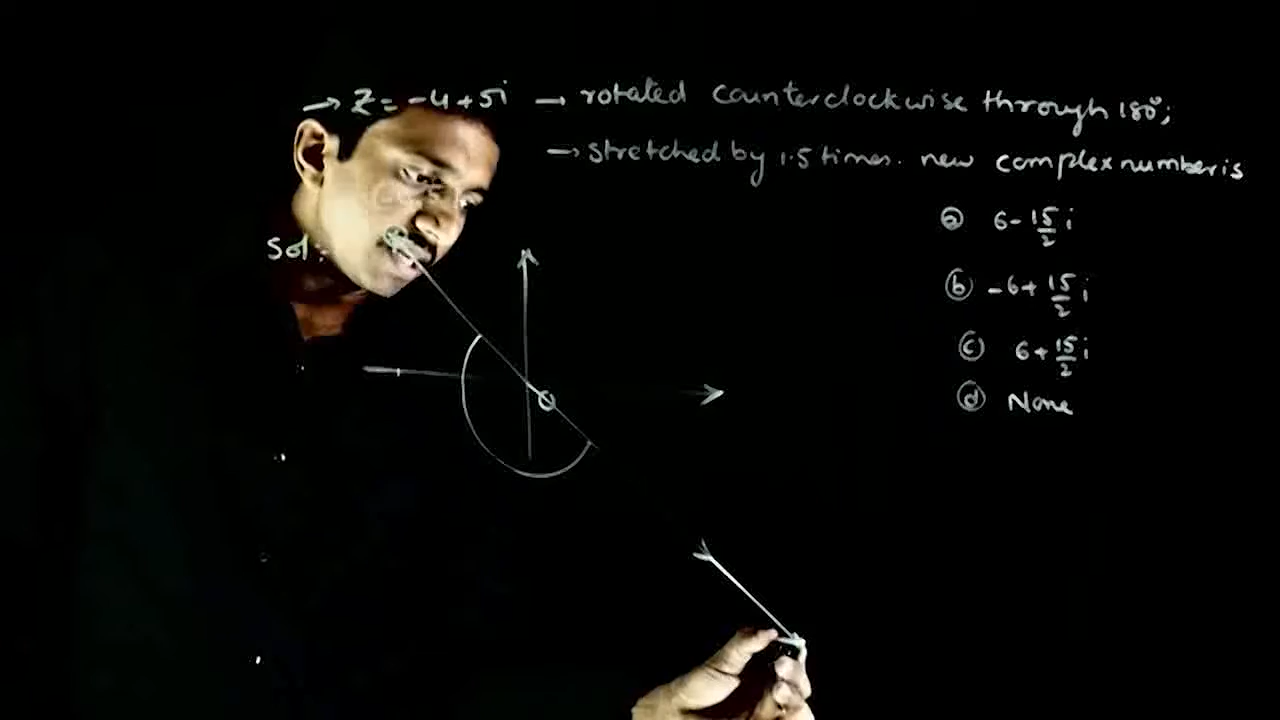 → Z = -4+5i → rotated counterclockwise through 180°;
→ stretched by 1.5 times. new complex number is
ⓐ 6 - 15/2 i
Sol:
ⓑ -6 + 15/2 i
ⓒ 6 + 15/2 i
ⓓ None